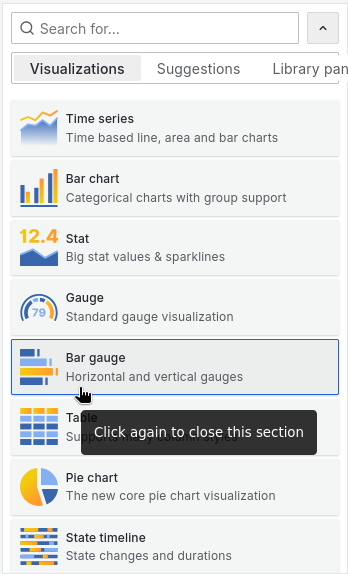 Search for...
Visualizations Suggestions Library pan
Time series
Time based line, area and bar charts
Bar chart
Categorical charts with group support
12.4
Stat
Big stat values & sparklines
Gauge
79
Standard gauge visualization
Bar gauge
Horizontal and vertical gauges
Table
Click again to close this section
Pie chart
The new core pie chart visualization
State timeline
State changes and durations